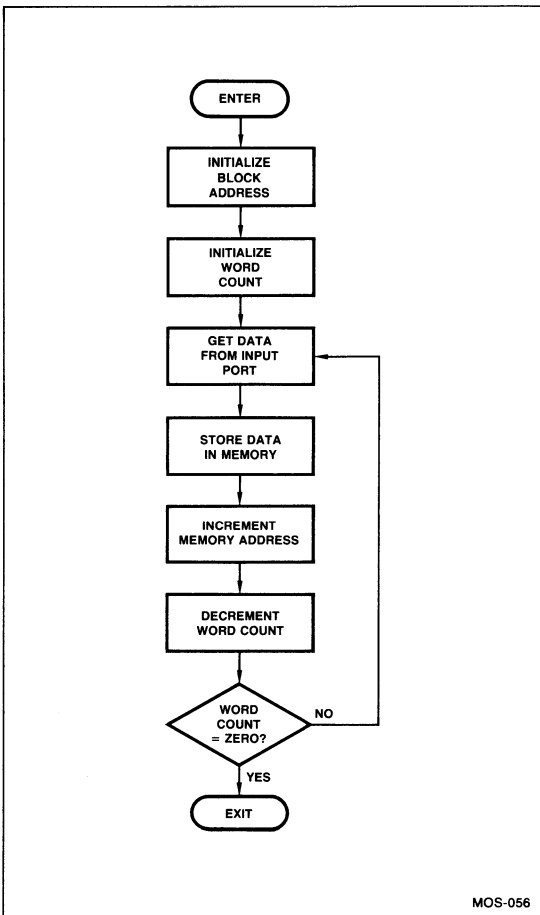 ENTER
INITIALIZE
BLOCK
ADDRESS
INITIALIZE
WORD
COUNT
GET DATA
FROM INPUT
PORT
STORE DATA
IN MEMORY
INCREMENT
MEMORY ADDRESS
DECREMENT
WORD COUNT
WORD
COUNT
= ZERO?
NO
YES
EXIT
MOS-056